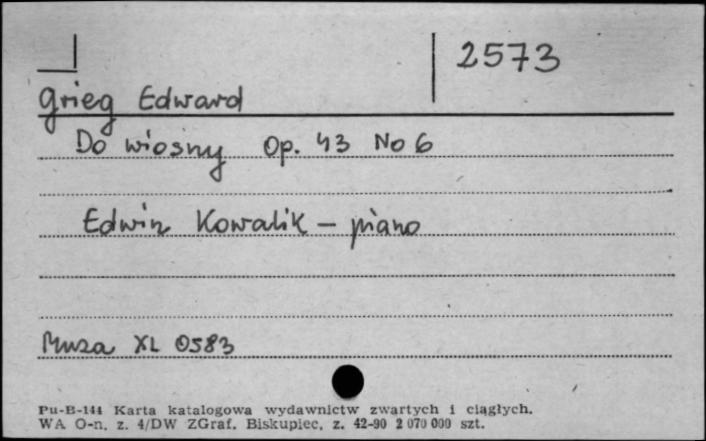 2573
Grieg Edward
Do wiosny Op. 43 No 6
Edwin Kowalik – piano
Muza XL 0583
Pu-B-144 Karta katalogowa wydawnictw zwartych i ciągłych.
WA O-n. z. 4/DW ZGraf. Biskupiec, z. 42-90 2 070 000 szt.